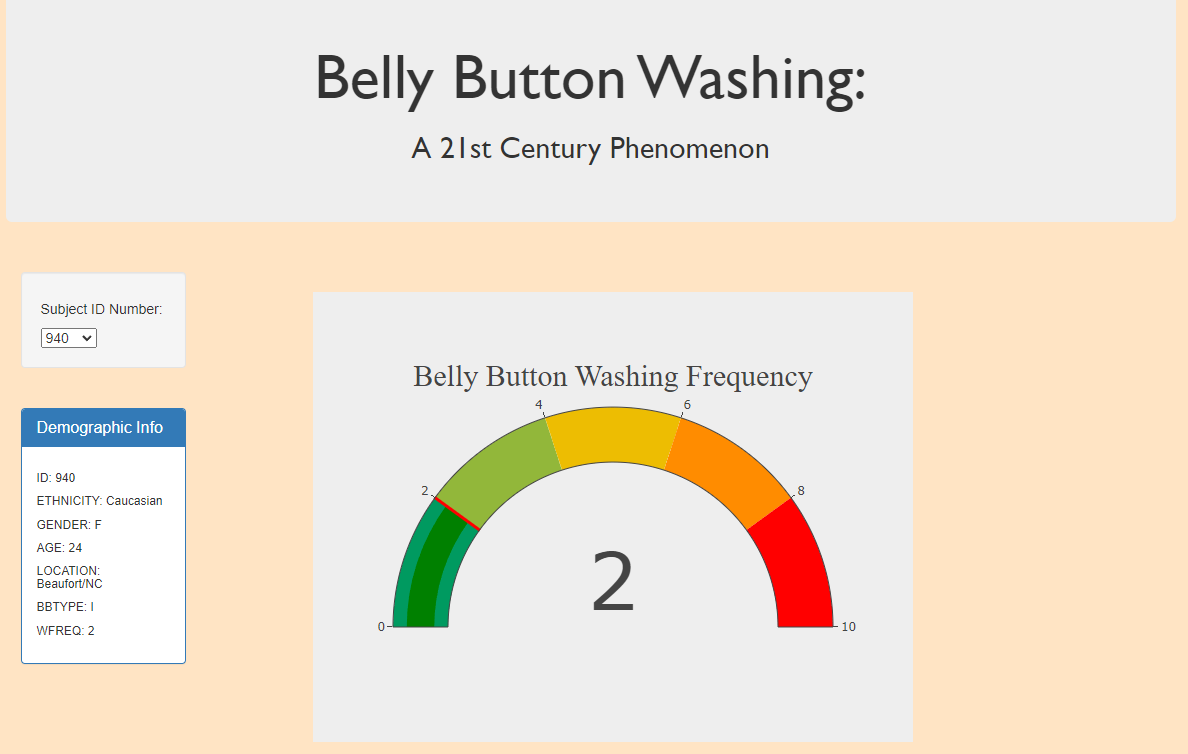 Belly Button Washing:
A 21st Century Phenomenon
Subject ID Number:
940
Demographic Info
ID: 940
ETHNICITY: Caucasian
GENDER: F
AGE: 24
LOCATION:
Beaufort/NC
BBTYPE: I
WFREQ: 2
Belly Button Washing Frequency
0
2
4
6
8
10
2